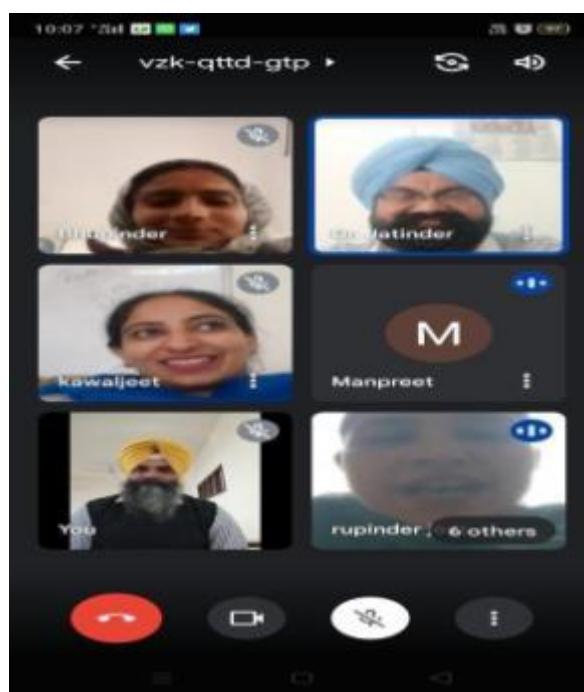 10:07
vzk-qttd-gtp
Dr Jatinder
kawaljeet
M
Manpreet
You
rupinder
6 others